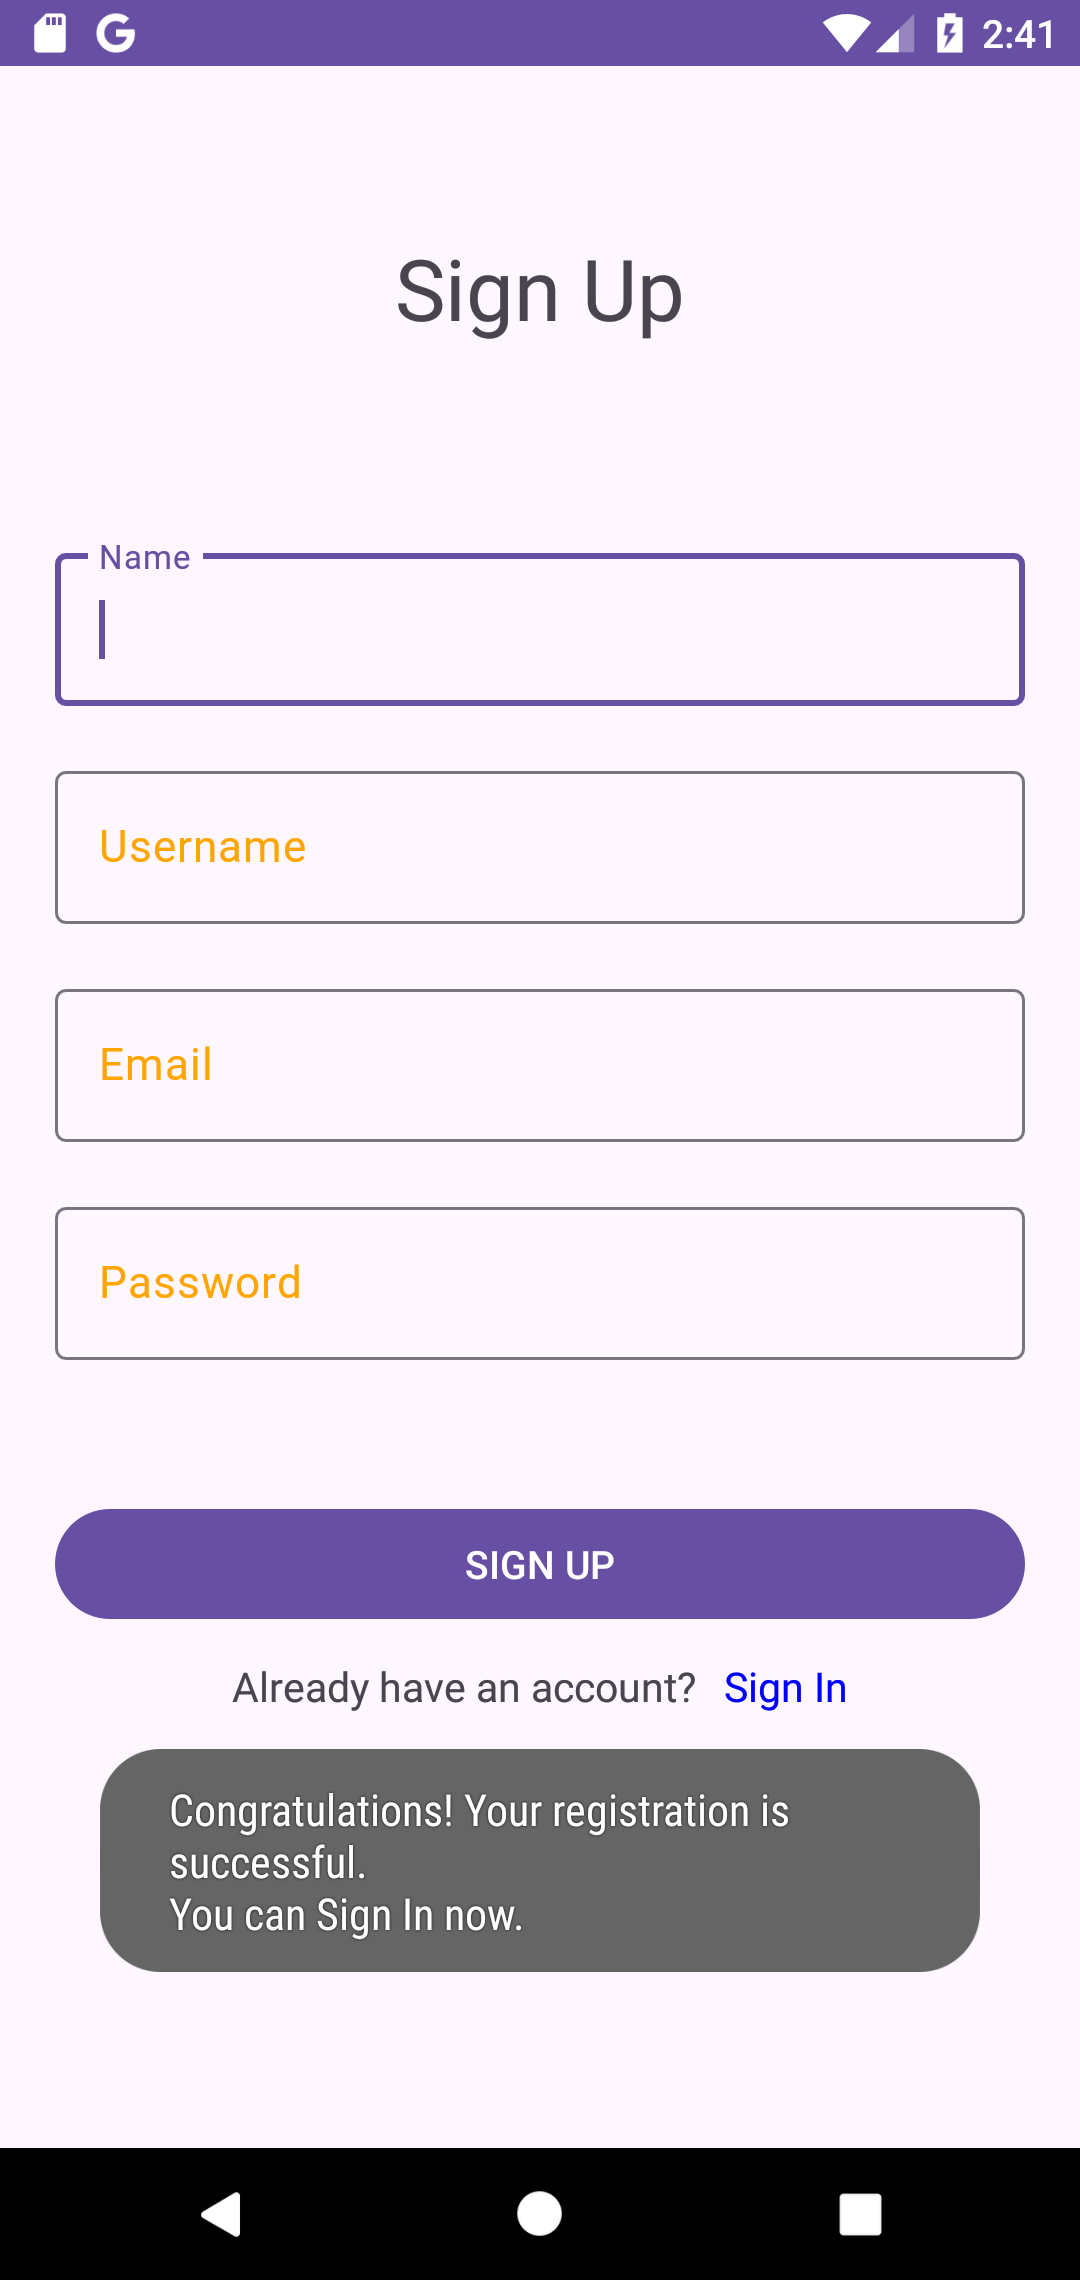 2:41
Sign Up
Name
Username
Email
Password
SIGN UP
Already have an account? Sign In
Congratulations! Your registration is
successful.
You can Sign In now.